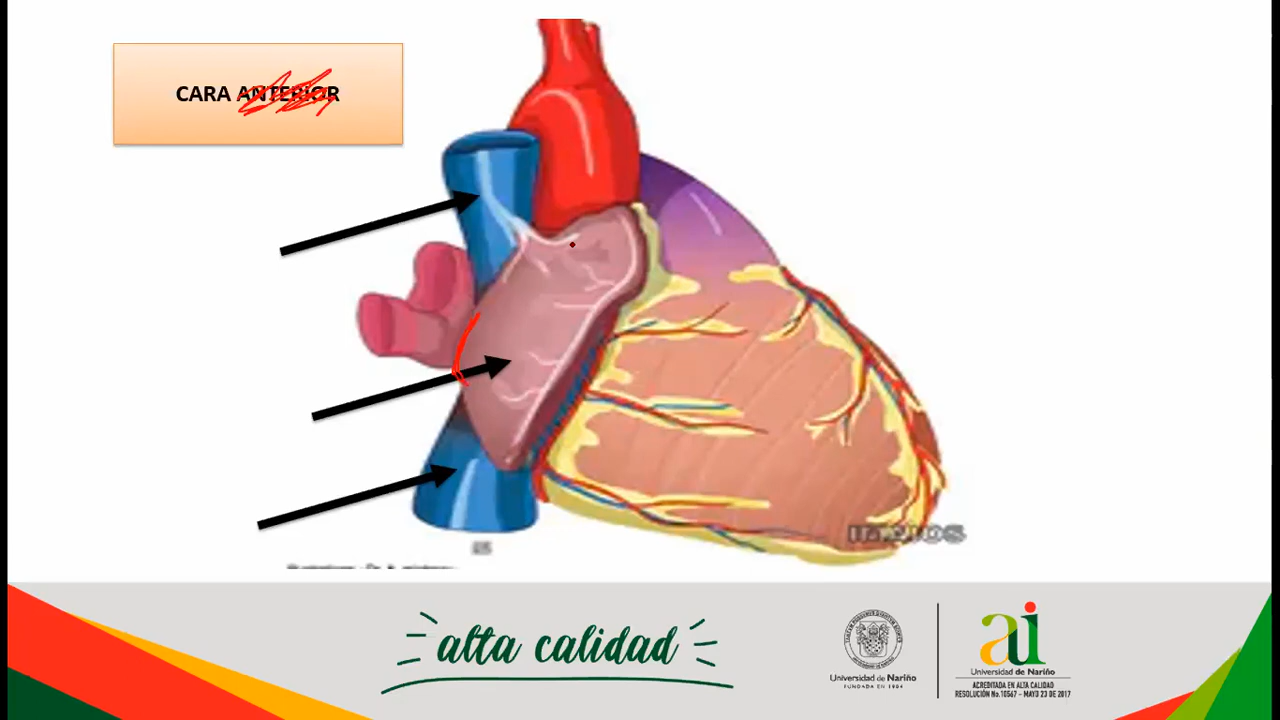 CARA ANTERIOR
alta calidad
Universidad de Nariño
FUNDADA EN 1904
Universidad de Nariño
ACREDITADA EN ALTA CALIDAD
RESOLUCIÓN No.10567 - MAYO 23 DE 2017